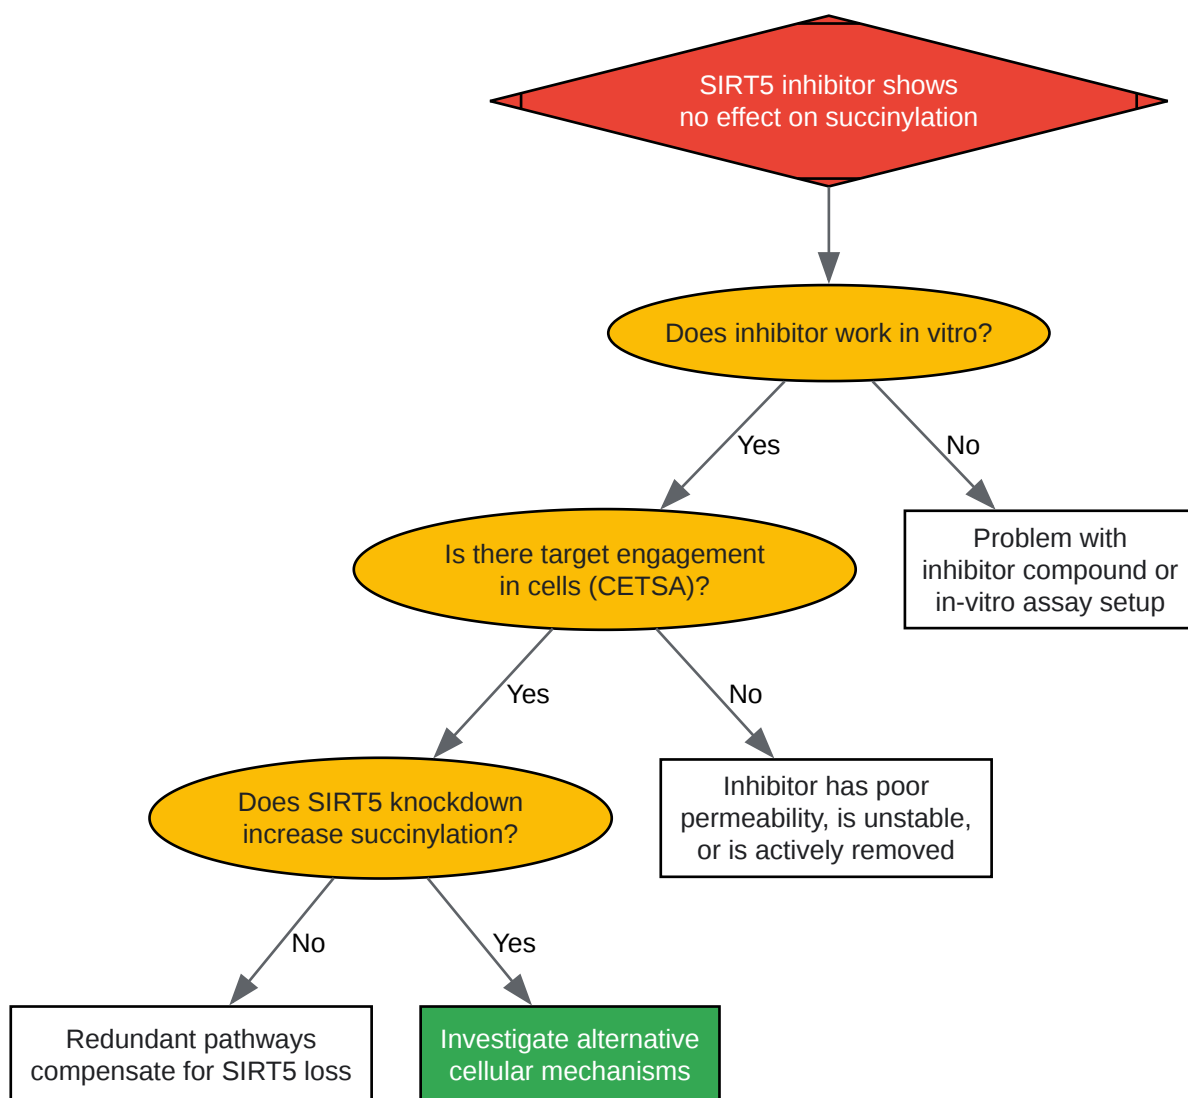 SIRT5 inhibitor shows
no effect on succinylation
Does inhibitor work in vitro?
Yes
No
Is there target engagement
in cells (CETSA)?
Problem with
inhibitor compound or
in-vitro assay setup
Yes
No
Does SIRT5 knockdown
increase succinylation?
Inhibitor has poor
permeability, is unstable,
or is actively removed
No
Yes
Redundant pathways
compensate for SIRT5 loss
Investigate alternative
cellular mechanisms